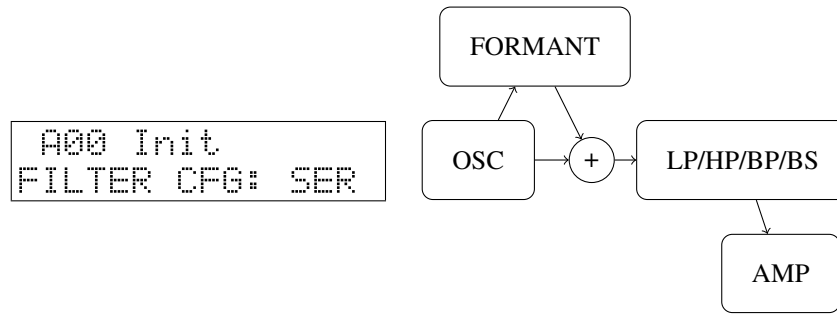 A00 Init
FILTER CFG: SER
FORMANT
OSC
+
LP/HP/BP/BS
AMP